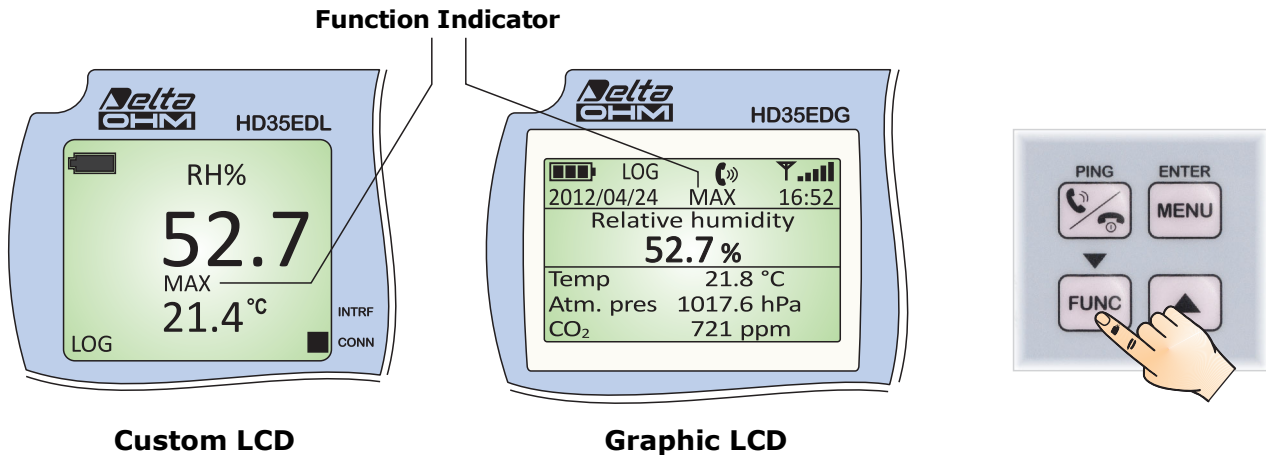 Function Indicator
Delta
OHM
HD35EDL
RH%
52.7
MAX
21.4 °C
LOG
INTRF
CONN
Custom LCD
Delta
OHM
HD35EDG
LOG
2012/04/24 MAX 16:52
Relative humidity
52.7 %
Temp 21.8 °C
Atm. pres 1017.6 hPa
CO₂ 721 ppm
Graphic LCD
PING ENTER
MENU
FUNC